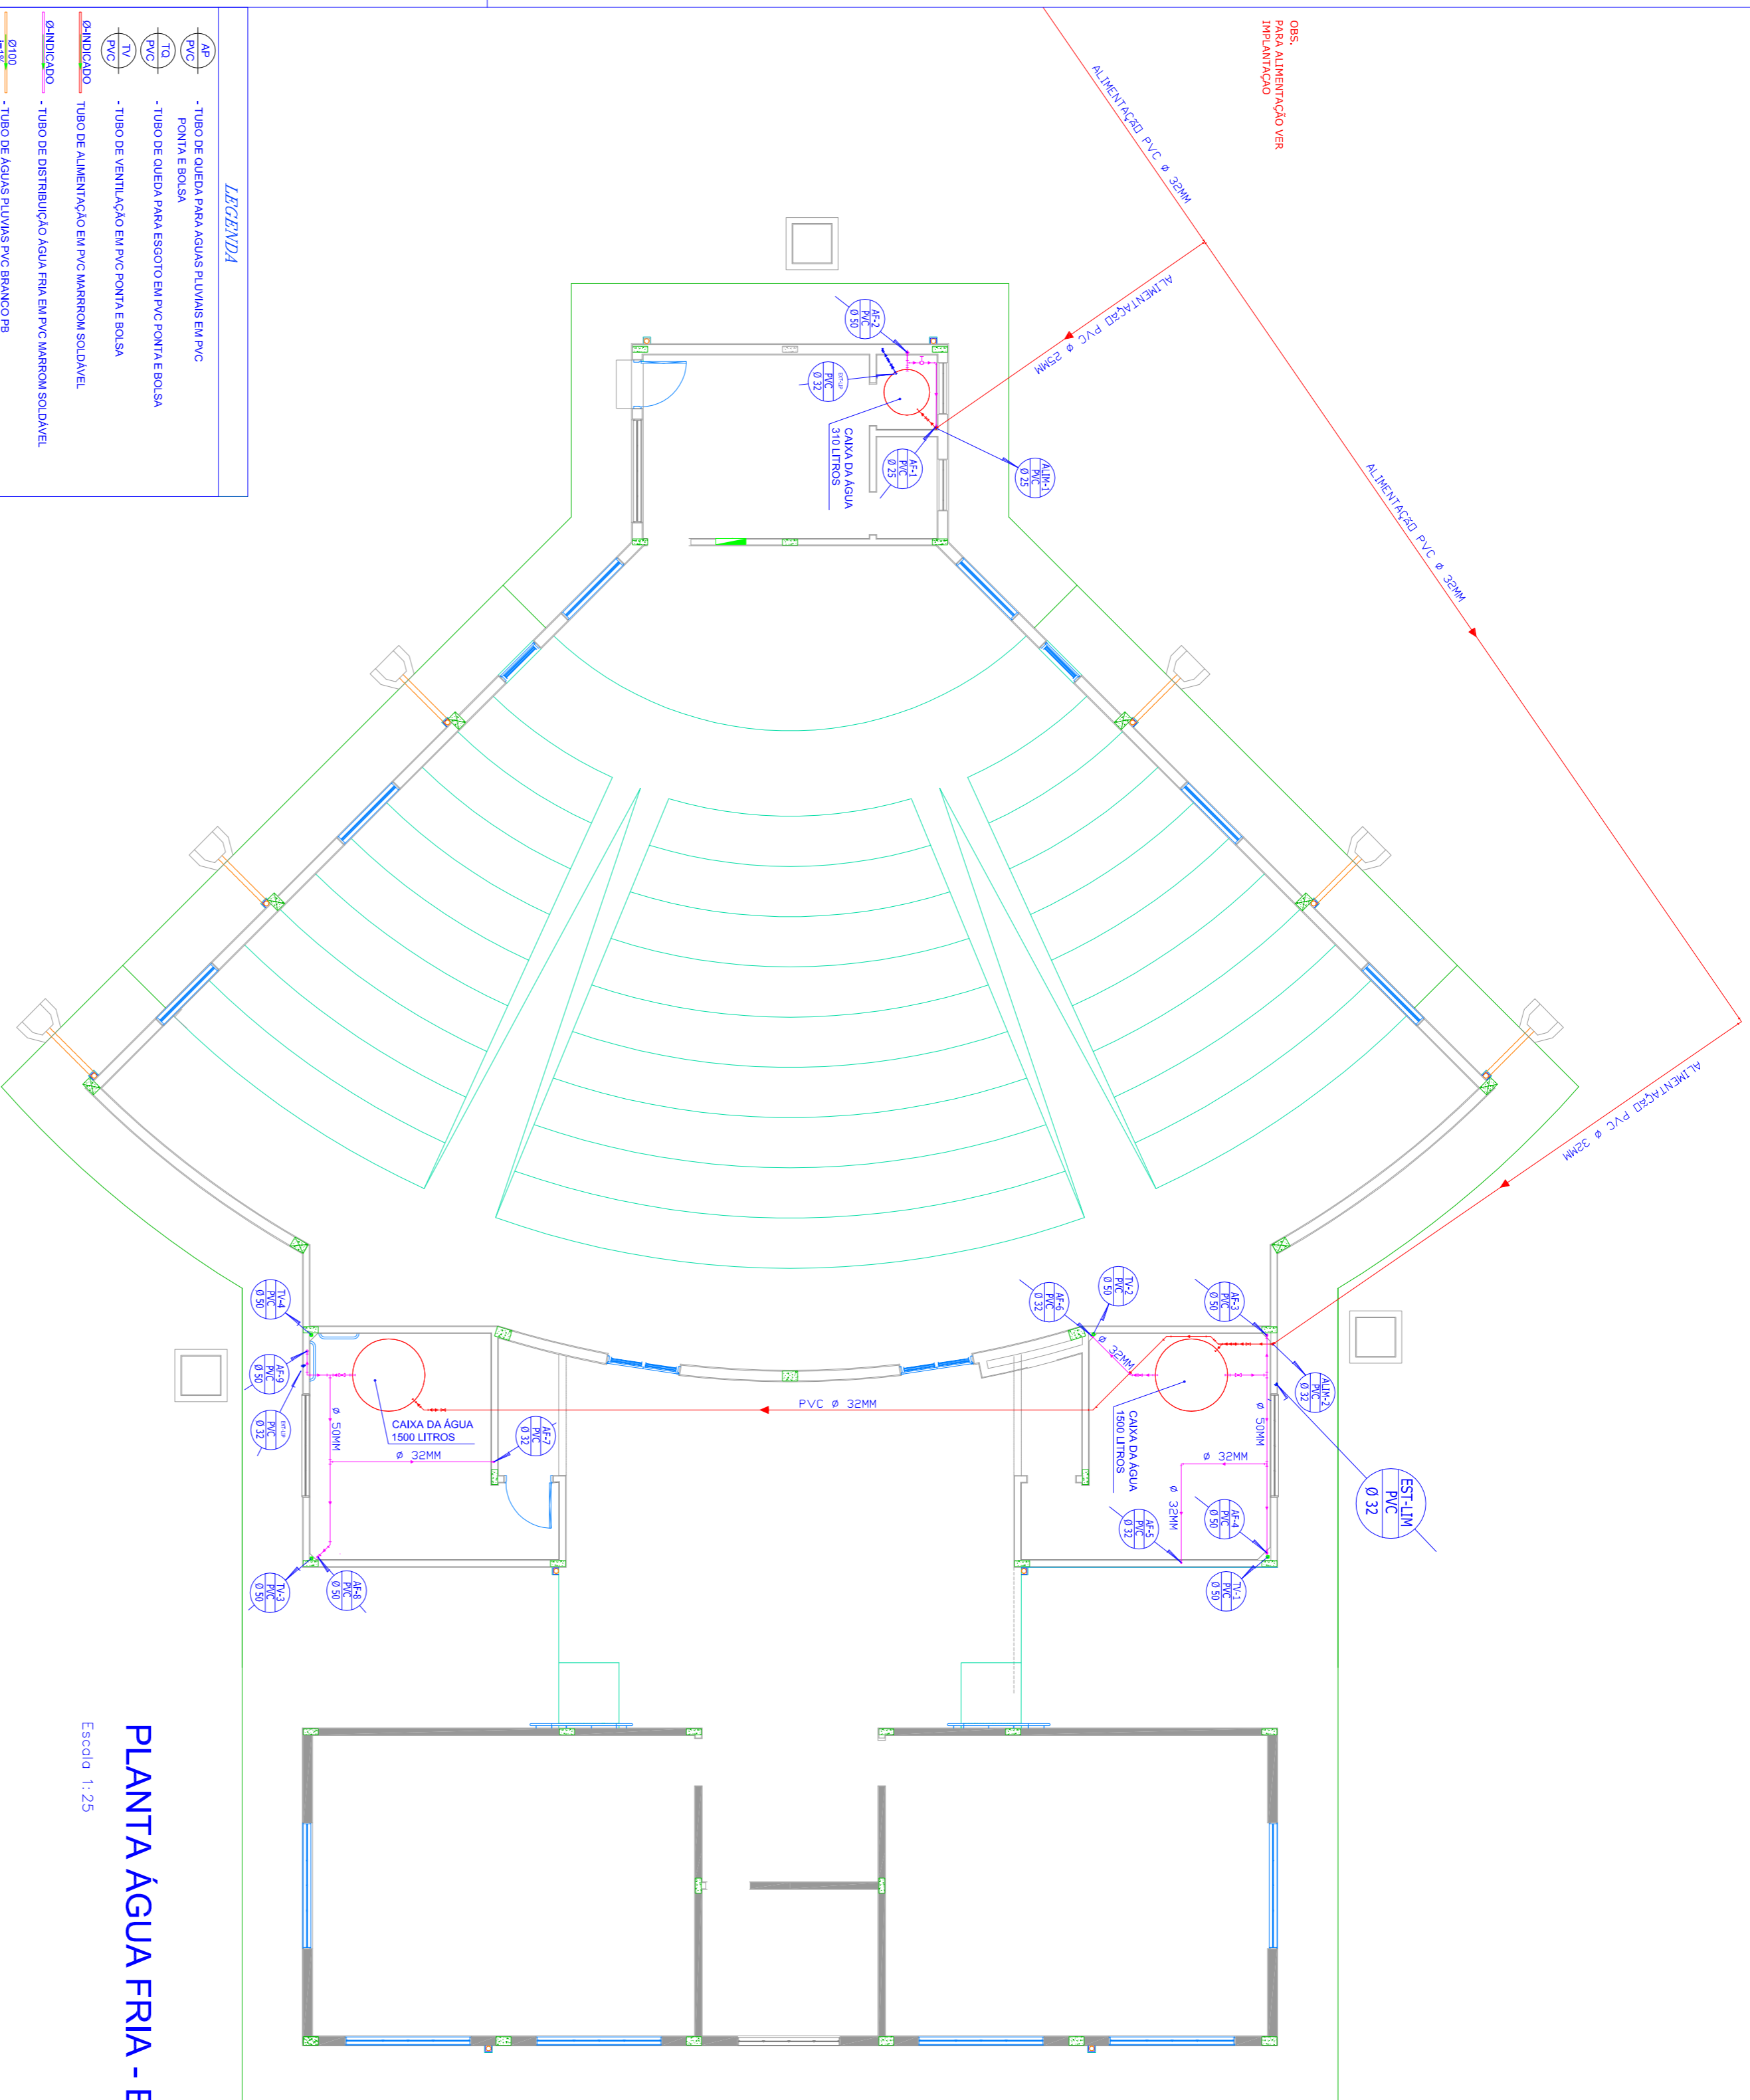 OBS.
PARA ALIMENTAÇÃO VER
IMPLANTAÇAO
ALIMENTAÇÃO PVC Ø 32MM
ALIMENTAÇÃO PVC Ø 25MM
ALIMENTAÇÃO PVC Ø 32MM
ALIMENTAÇÃO PVC Ø 32MM
LEGENDA
AP
PVC
- TUBO DE QUEDA PARA AGUAS PLUVIAIS EM PVC
PONTA E BOLSA
TQ
PVC
- TUBO DE QUEDA PARA ESGOTO EM PVC PONTA E BOLSA
TV
PVC
- TUBO DE VENTILAÇÃO EM PVC PONTA E BOLSA
Ø-INDICADO
TUBO DE ALIMENTAÇÃO EM PVC MARRROM SOLDÁVEL
Ø-INDICADO
- TUBO DE DISTRIBUIÇÃO ÁGUA FRIA EM PVC MARROM SOLDÁVEL
Ø100
- TUBO DE ÁGUAS PLUVIAS PVC BRANCO PB
AF-2
PVC
Ø 50
PVC
Ø 32
CAIXA DA ÁGUA
310 LITROS
AF-1
PVC
Ø 25
ALIM-1
PVC
Ø 25
AF-6
PVC
Ø 32
TV-2
PVC
Ø 50
AF-3
PVC
Ø 50
ALIM-2
PVC
Ø 32
EST-LIM
PVC
Ø 32
Ø 32MM
CAIXA DA ÁGUA
1500 LITROS
Ø 50MM
Ø 32MM
Ø 32MM
AF-5
PVC
Ø 32
AF-4
PVC
Ø 50
TV-1
PVC
Ø 50
PVC Ø 32MM
TV-4
PVC
Ø 50
AF-9
PVC
Ø 50
PVC
Ø 32
Ø 50MM
CAIXA DA ÁGUA
1500 LITROS
Ø 32MM
AF-7
PVC
Ø 32
AF-8
PVC
Ø 50
TV-3
PVC
Ø 50
PLANTA ÁGUA FRIA -
Escala 1:25